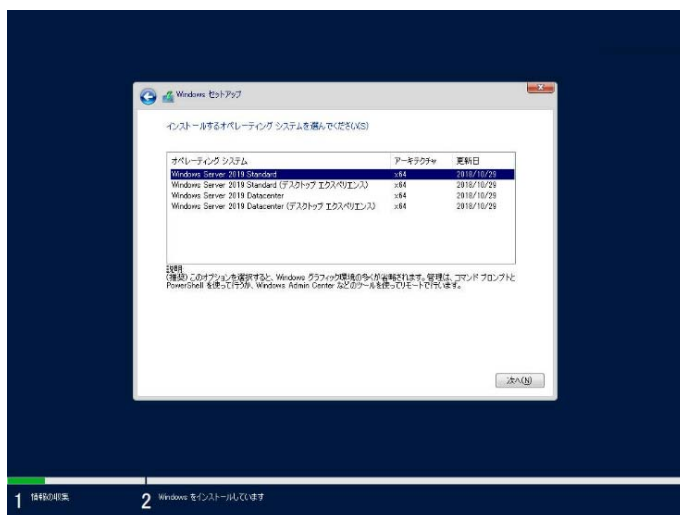 Windows セットアップ
インストールするオペレーティング システムを選んでください(S)
オペレーティング システム アーキテクチャ 更新日
Windows Server 2019 Standard x64 2018/10/29
Windows Server 2019 Standard (デスクトップ エクスペリエンス) x64 2018/10/29
Windows Server 2019 Datacenter x64 2018/10/29
Windows Server 2019 Datacenter (デスクトップ エクスペリエンス) x64 2018/10/29
説明:
(推奨) このオプションを選択すると、Windows グラフィック環境の多くが省略されます。管理は、コマンド プロンプトと
PowerShell を使って行うか、Windows Admin Center などのツールを使ってリモートで行います。
次へ(N)
1 情報の収集 2 Windows をインストールしています